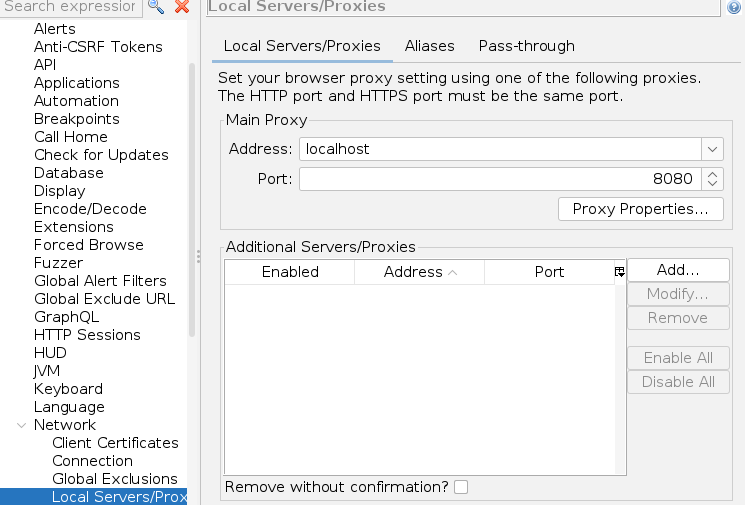 Search expression
Alerts
Anti-CSRF Tokens
API
Applications
Automation
Breakpoints
Call Home
Check for Updates
Database
Display
Encode/Decode
Extensions
Forced Browse
Fuzzer
Global Alert Filters
Global Exclude URL
GraphQL
HTTP Sessions
HUD
JVM
Keyboard
Language
Network
Client Certificates
Connection
Global Exclusions
Local Servers/Prox
Local Servers/Proxies
Local Servers/Proxies Aliases Pass-through
Set your browser proxy setting using one of the following proxies.
The HTTP port and HTTPS port must be the same port.
Main Proxy
Address: localhost
Port: 8080
Proxy Properties...
Additional Servers/Proxies
Enabled Address Port
Add...
Modify...
Remove
Enable All
Disable All
Remove without confirmation?